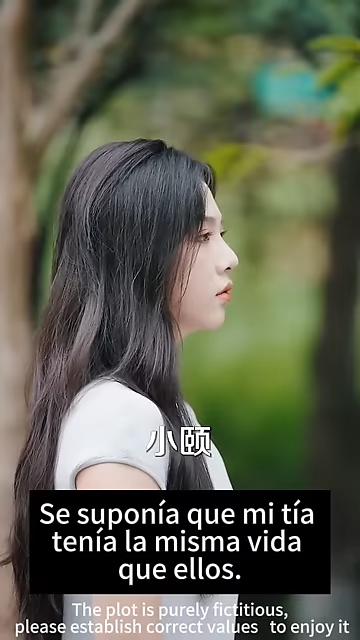 小颐
Se suponía que mi tía
tenía la misma vida
que ellos.
The plot is purely fictitious,
please establish correct values to enjoy it